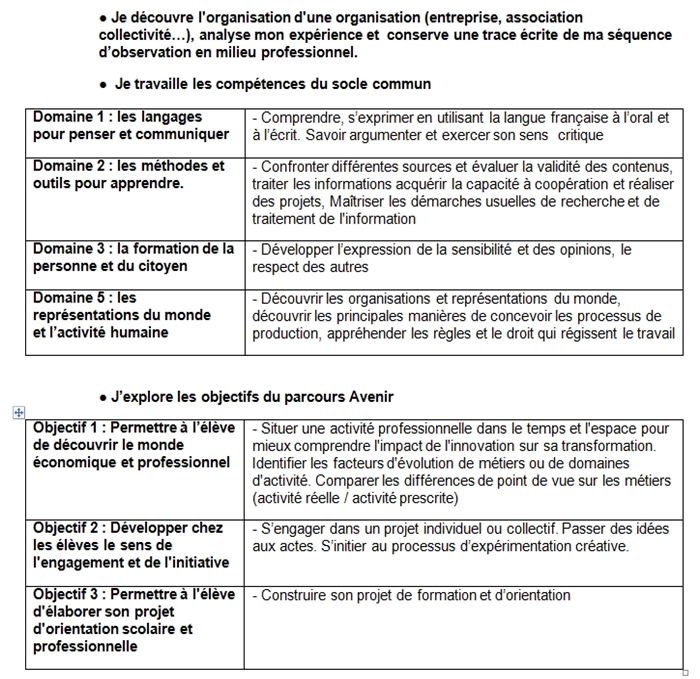 ● Je découvre l'organisation d'une organisation (entreprise, association
collectivité…), analyse mon expérience et conserve une trace écrite de ma séquence
d’observation en milieu professionnel.
● Je travaille les compétences du socle commun
Domaine 1 : les langages
pour penser et communiquer
- Comprendre, s’exprimer en utilisant la langue française à l’oral et
à l’écrit. Savoir argumenter et exercer son sens critique
Domaine 2 : les méthodes et
outils pour apprendre.
- Confronter différentes sources et évaluer la validité des contenus,
traiter les informations acquérir la capacité à coopération et réaliser
des projets, Maîtriser les démarches usuelles de recherche et de
traitement de l'information
Domaine 3 : la formation de la
personne et du citoyen
- Développer l’expression de la sensibilité et des opinions, le
respect des autres
Domaine 5 : les
représentations du monde
et l’activité humaine
- Découvrir les organisations et représentations du monde,
découvrir les principales manières de concevoir les processus de
production, appréhender les règles et le droit qui régissent le travail
● J’explore les objectifs du parcours Avenir
Objectif 1 : Permettre à l’élève
de découvrir le monde
économique et professionnel
- Situer une activité professionnelle dans le temps et l'espace pour
mieux comprendre l'impact de l'innovation sur sa transformation.
Identifier les facteurs d'évolution de métiers ou de domaines
d'activité. Comparer les différences de point de vue sur les métiers
(activité réelle / activité prescrite)
Objectif 2 : Développer chez
les élèves le sens de
l'engagement et de l'initiative
- S’engager dans un projet individuel ou collectif. Passer des idées
aux actes. S’initier au processus d’expérimentation créative.
Objectif 3 : Permettre à l'élève
d'élaborer son projet
d'orientation scolaire et
professionnelle
- Construire son projet de formation et d’orientation